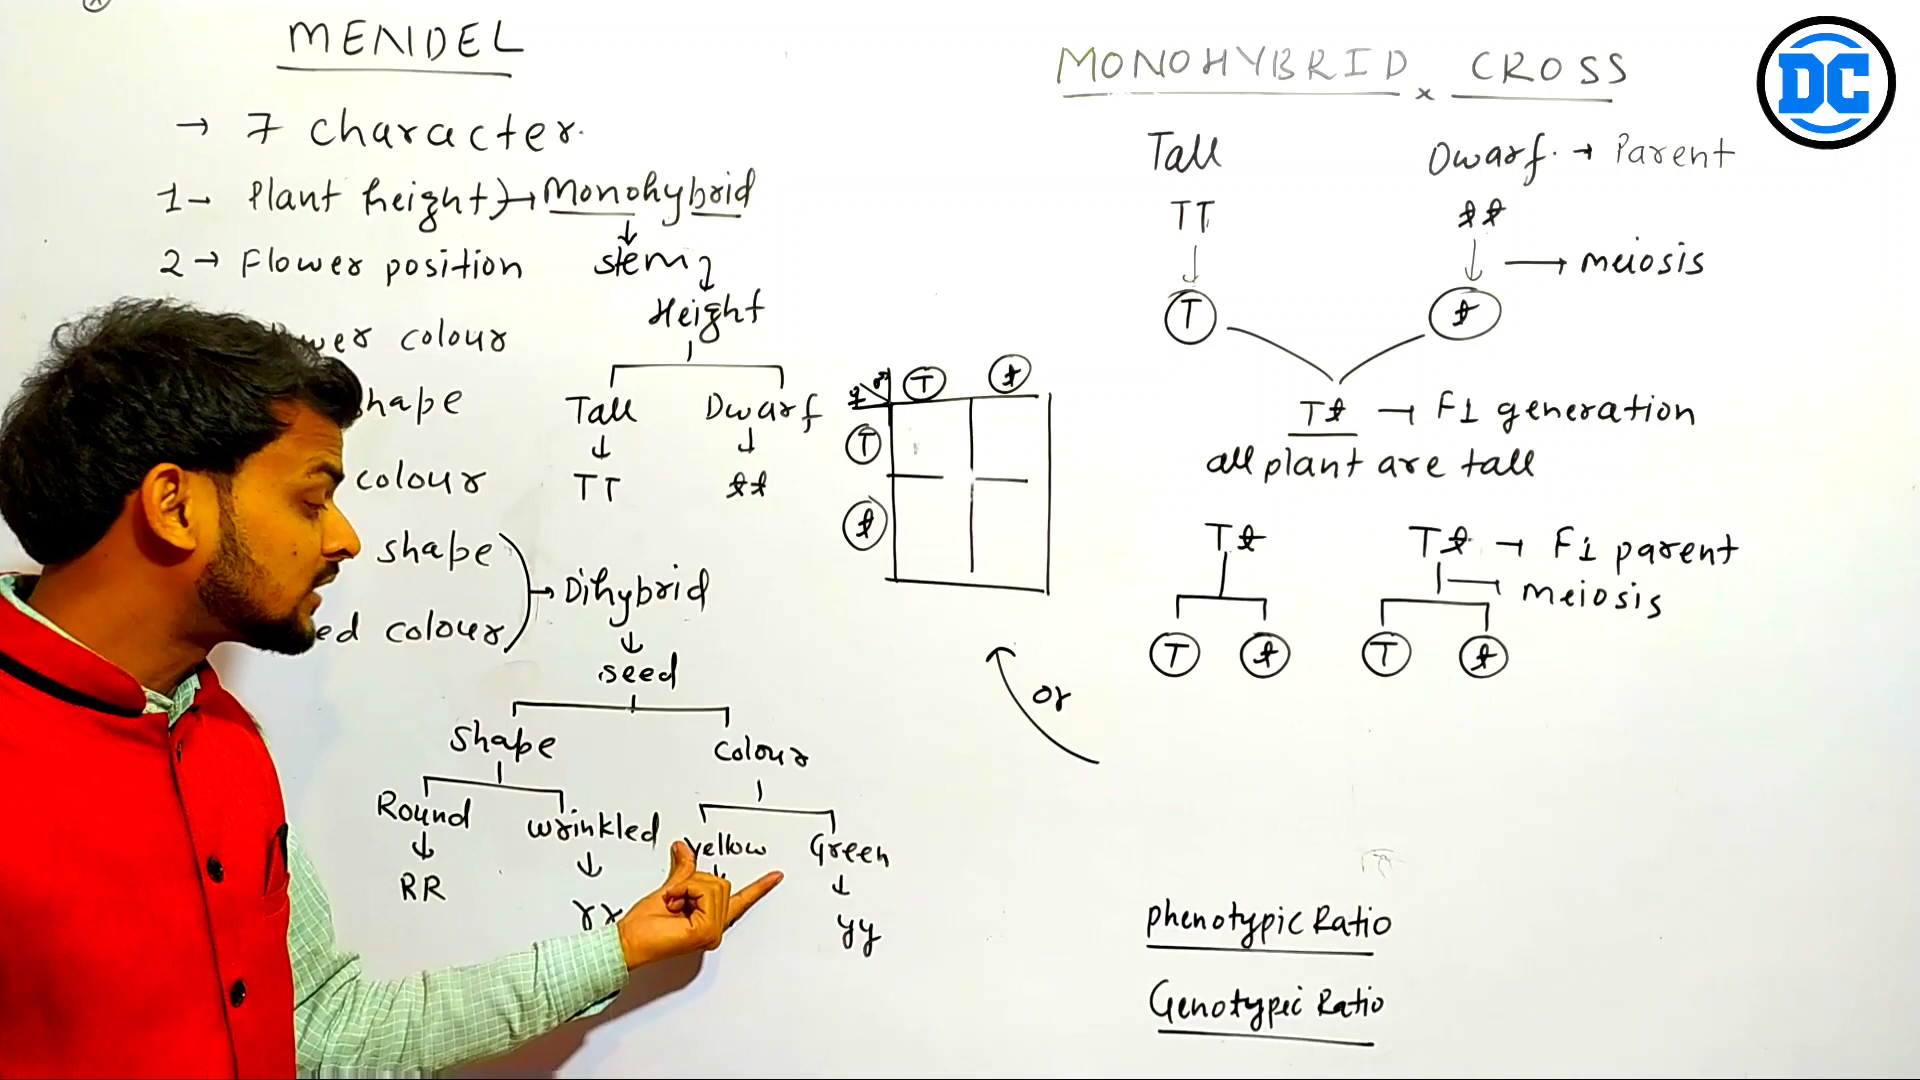 MENDEL
→ 7 character.
1→ Plant height)→ Monohybrid
2→ Flower position
stem
Height
colour
shape
Tall Dwarf
TT tt
colour
shape
colour
Dihybrid
seed
shape colour
Round wrinkled yellow Green
RR rr yy
♀ ♂ T t
T
t
or
MONOHYBRID × CROSS
Tall Dwarf. → Parent
TT tt
→ meiosis
T t
Tt → F1 generation
all plant are tall
Tt Tt → F1 parent
meiosis
T t T t
Phenotypic Ratio
Genotypic Ratio
DC